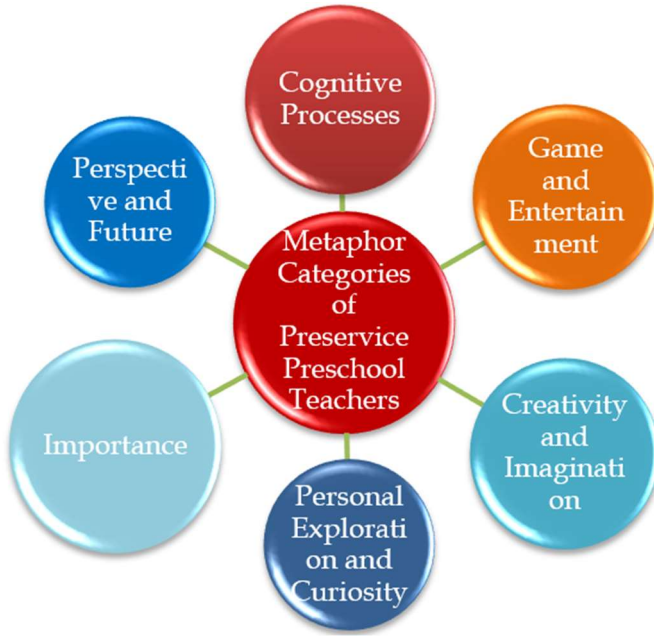 Cognitive
Processes
Perspecti
ve and
Future
Game
and
Entertain
ment
Metaphor
Categories
of
Preservice
Preschool
Teachers
Importance
Creativity
and
Imaginati
on
Personal
Explorati
on and
Curiosity